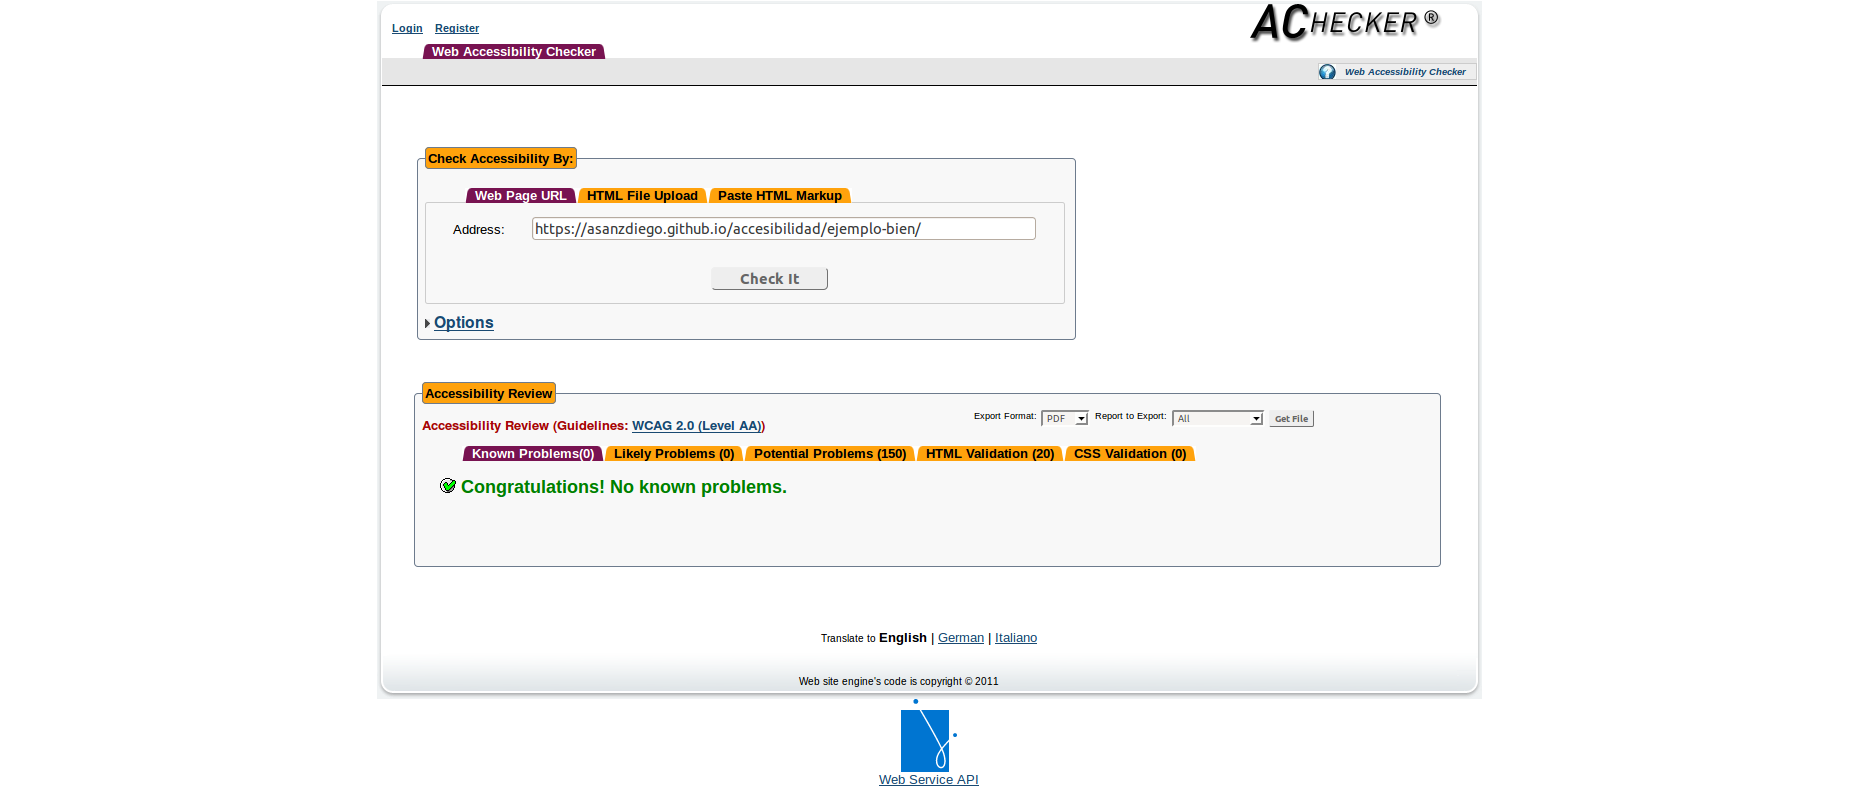 Login Register
ACHECKER ®
Web Accessibility Checker
Web Accessibility Checker
Check Accessibility By:
Web Page URL HTML File Upload Paste HTML Markup
Address: https://asanzdiego.github.io/accesibilidad/ejemplo-bien/
Check It
Options
Accessibility Review
Export Format: PDF Report to Export: All Get File
Accessibility Review (Guidelines: WCAG 2.0 (Level AA))
Known Problems(0) Likely Problems (0) Potential Problems (150) HTML Validation (20) CSS Validation (0)
Congratulations! No known problems.
Translate to English | German | Italiano
Web site engine's code is copyright © 2011
Web Service API